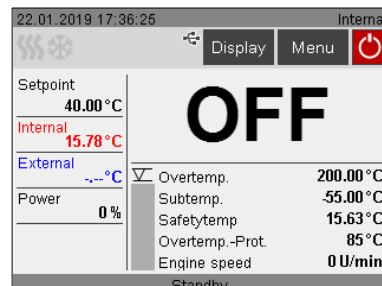 22.01.2019 17:36:25 Interna
Display Menu
Setpoint
40.00°C
Internal
15.78°C
External
-.--°C
Power
0%
OFF
Overtemp. 200.00°C
Subtemp. -55.00°C
Safetytemp 15.63°C
Overtemp.-Prot. 85°C
Engine speed 0 U/min
Standby